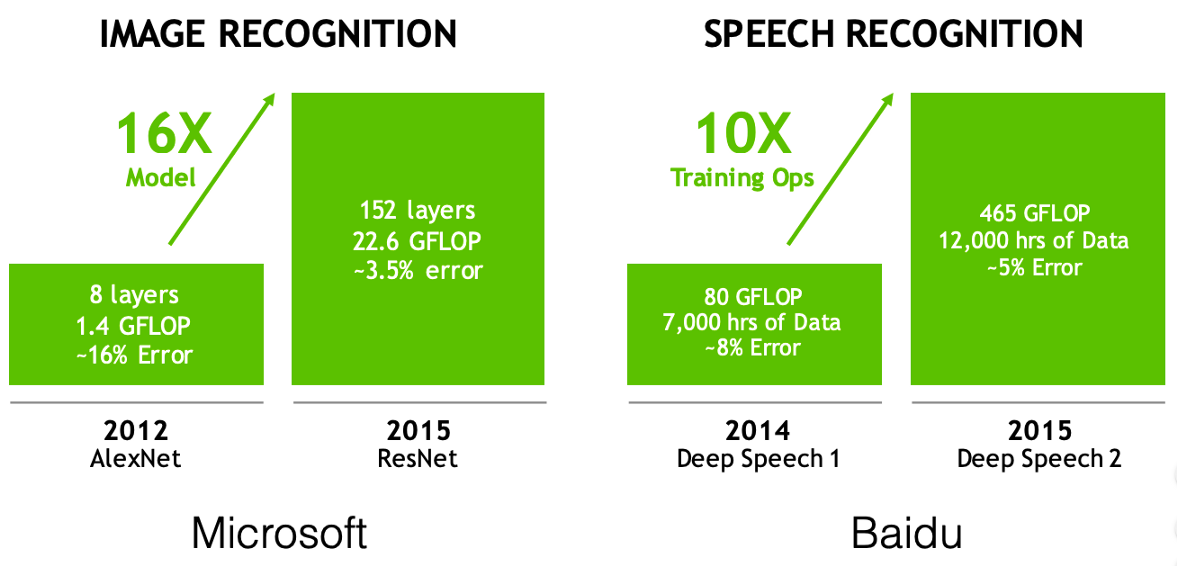 IMAGE RECOGNITION
16X
Model
8 layers
1.4 GFLOP
~16% Error
152 layers
22.6 GFLOP
~3.5% error
2012
AlexNet
2015
ResNet
Microsoft
SPEECH RECOGNITION
10X
Training Ops
80 GFLOP
7,000 hrs of Data
~8% Error
465 GFLOP
12,000 hrs of Data
~5% Error
2014
Deep Speech 1
2015
Deep Speech 2
Baidu